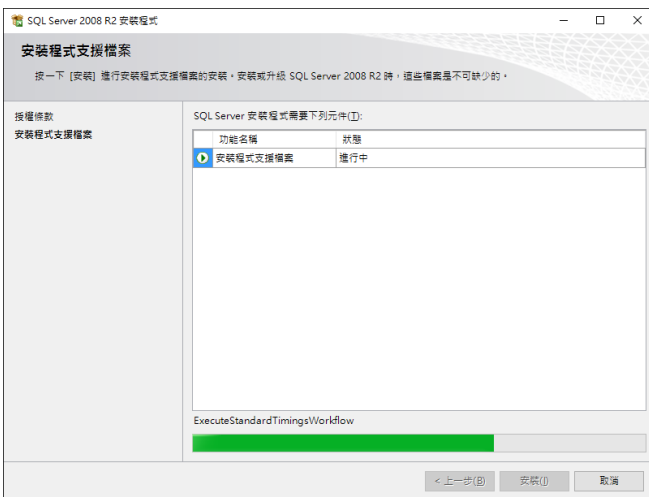 SQL Server 2008 R2 安裝程式
安裝程式支援檔案
按一下 [安裝] 進行安裝程式支援檔案的安裝。安裝或升級 SQL Server 2008 R2 時，這些檔案是不可缺少的。
授權條款
安裝程式支援檔案
SQL Server 安裝程式需要下列元件(T):
功能名稱 狀態
安裝程式支援檔案 進行中
ExecuteStandardTimingsWorkflow
< 上一步(B) 安裝(I) 取消